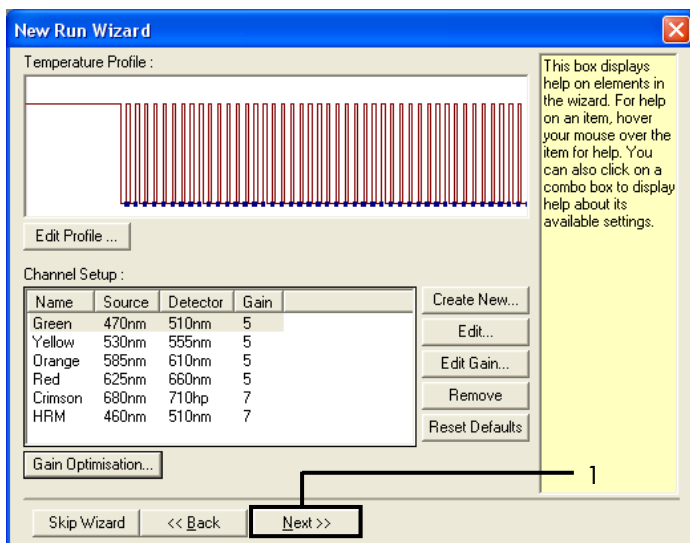 New Run Wizard
Temperature Profile :
Edit Profile ...
Channel Setup :
Name Source Detector Gain
Green 470nm 510nm 5
Yellow 530nm 555nm 5
Orange 585nm 610nm 5
Red 625nm 660nm 5
Crimson 680nm 710hp 7
HRM 460nm 510nm 7
Create New...
Edit...
Edit Gain...
Remove
Reset Defaults
Gain Optimisation...
This box displays
help on elements in
the wizard. For help
on an item, hover
your mouse over the
item for help. You
can also click on a
combo box to display
help about its
available settings.
1
Skip Wizard << Back Next >>